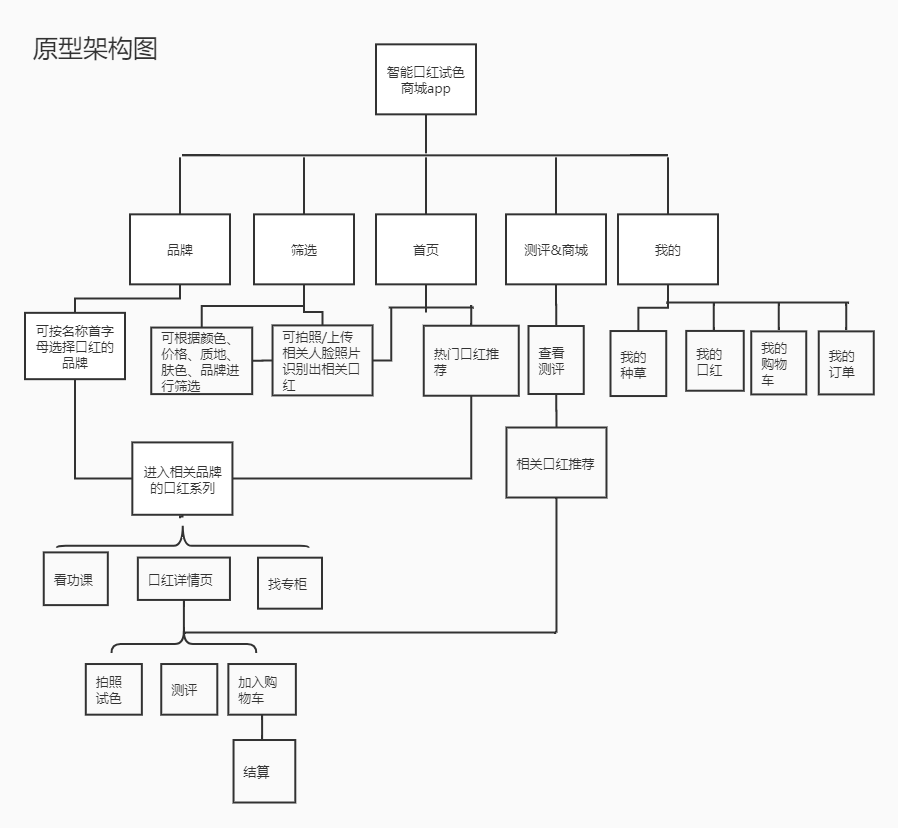 原型架构图
智能口红试色
商城app
品牌
筛选
首页
测评&商城
我的
可按名称首字
母选择口红的
品牌
可根据颜色、
价格、质地、
肤色、品牌进
行筛选
可拍照/上传
相关人脸照片
识别出相关口
红
热门口红推
荐
查看
测评
我的
种草
我的
口红
我的
购物
车
我的
订单
进入相关品牌
的口红系列
相关口红推荐
看功课
口红详情页
找专柜
拍照
试色
测评
加入购
物车
结算